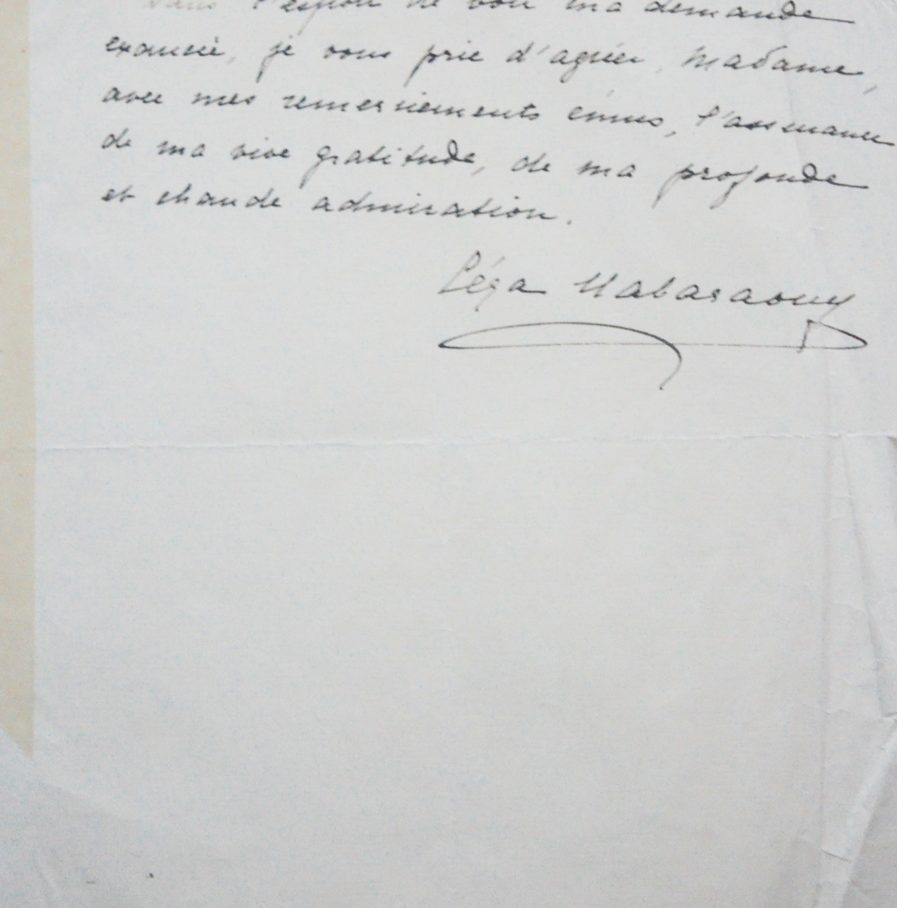 Dans l'espoir de voir ma demande
exaucée, je vous prie d'agréer, Madame,
avec mes remerciements émus, l'assurance
de ma vive gratitude, de ma profonde
et chaude admiration.
Léga